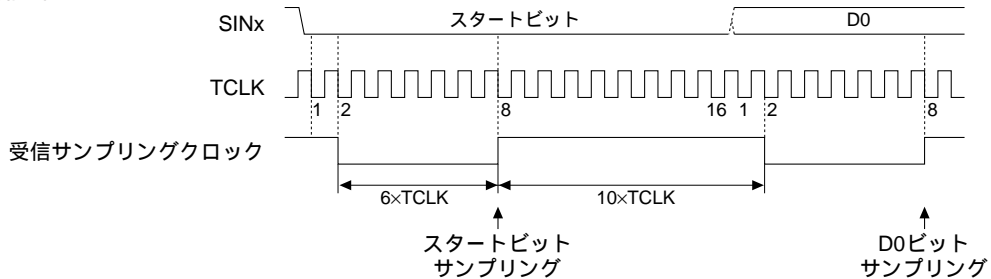 SINx スタートビット D0
TCLK
1 2 8 16 1 2 8
受信サンプリングクロック
6×TCLK 10×TCLK
スタートビット
サンプリング
D0ビット
サンプリング